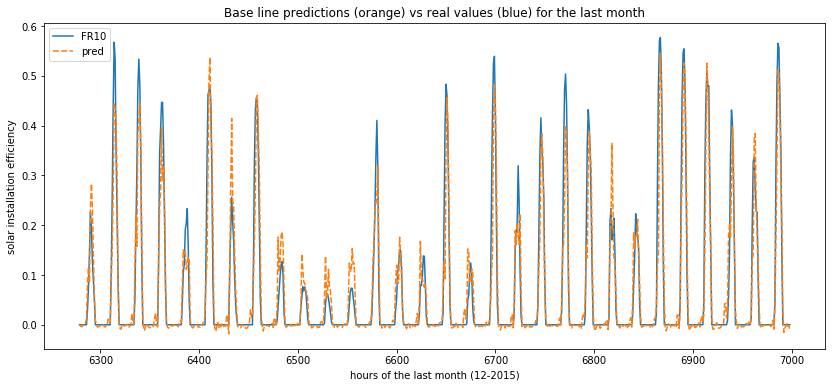 Base line predictions (orange) vs real values (blue) for the last month
FR10
pred
solar installation efficiency
0.6
0.5
0.4
0.3
0.2
0.1
0.0
6300 6400 6500 6600 6700 6800 6900 7000
hours of the last month (12-2015)